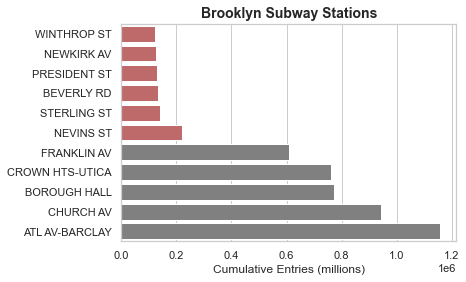 Brooklyn Subway Stations
WINTHROP ST
NEWKIRK AV
PRESIDENT ST
BEVERLY RD
STERLING ST
NEVINS ST
FRANKLIN AV
CROWN HTS-UTICA
BOROUGH HALL
CHURCH AV
ATL AV-BARCLAY
0.0 0.2 0.4 0.6 0.8 1.0 1.2
1e6
Cumulative Entries (millions)